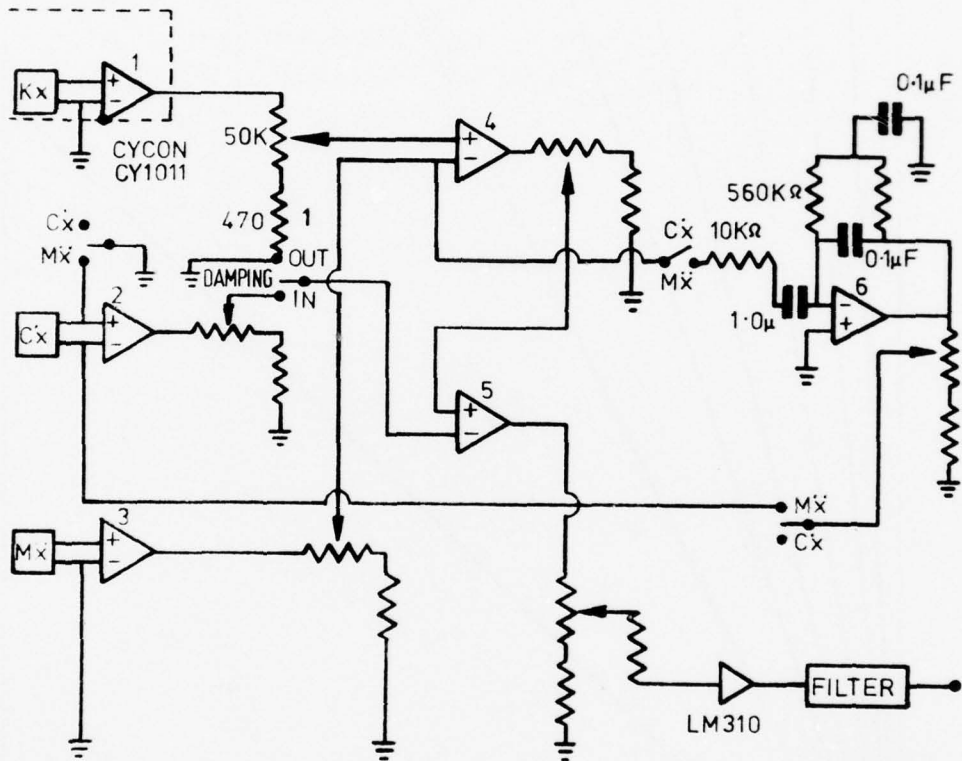 Kx
+
−
1
CYCON
CY1011
50K
470
1
OUT
DAMPING
IN
Cẋ
Mẍ
Cẋ
+
−
2
Mẍ
+
−
3
+
−
4
+
−
5
Cẋ
Mẍ
10KΩ
1·0µ
560KΩ
0·1µF
0·1µF
6
−
+
Mẍ
Cẋ
LM310
FILTER